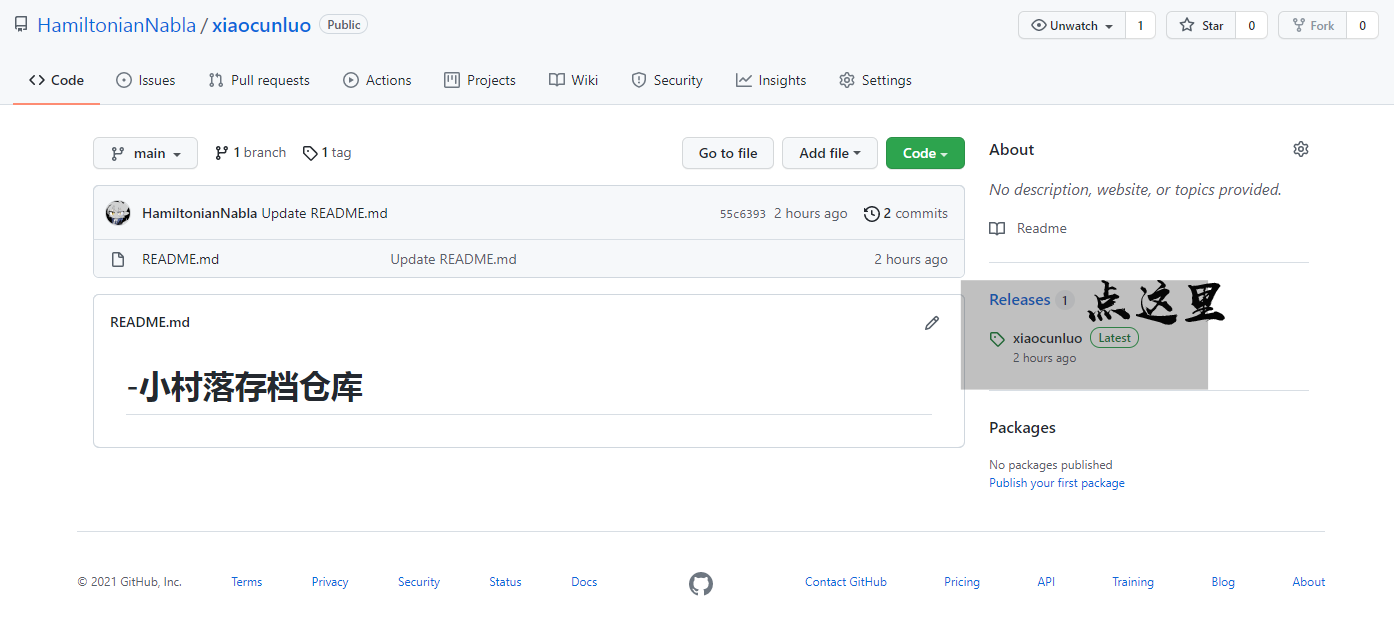 HamiltonianNabla / xiaocunluo Public
Unwatch 1 Star 0 Fork 0
Code Issues Pull requests Actions Projects Wiki Security Insights Settings
main 1 branch 1 tag Go to file Add file Code
HamiltonianNabla Update README.md 55c6393 2 hours ago 2 commits
README.md Update README.md 2 hours ago
README.md
-小村落存档仓库
About
No description, website, or topics provided.
Readme
Releases 1 点这里
xiaocunluo Latest
2 hours ago
Packages
No packages published
Publish your first package
© 2021 GitHub, Inc. Terms Privacy Security Status Docs Contact GitHub Pricing API Training Blog About